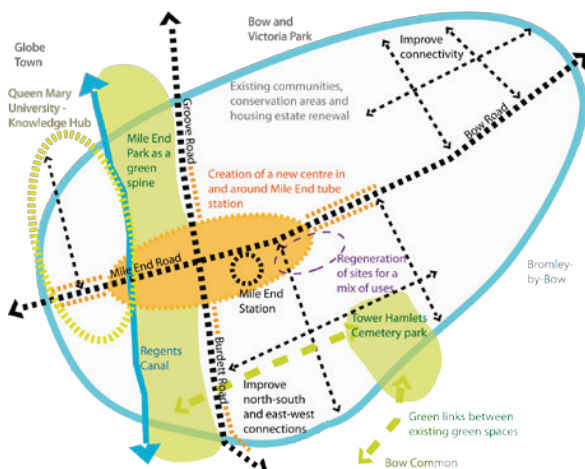 Globe
Town
Bow and
Victoria Park
Improve
connectivity
Queen Mary
University -
Knowledge Hub
Existing communities,
conservation areas and
housing estate renewal
Groove Road
Bow Road
Mile End
Park as a
green
spine
Creation of a new centre in
and around Mile End tube
station
Mile End Road
Regeneration
of sites for a
mix of uses
Bromley-
by-Bow
Mile End
Station
Tower Hamlets
Cemetery park
Regents
Canal
Burdett Road
Improve
north-south
and east-west
connections
Green links between
existing green spaces
Bow Common